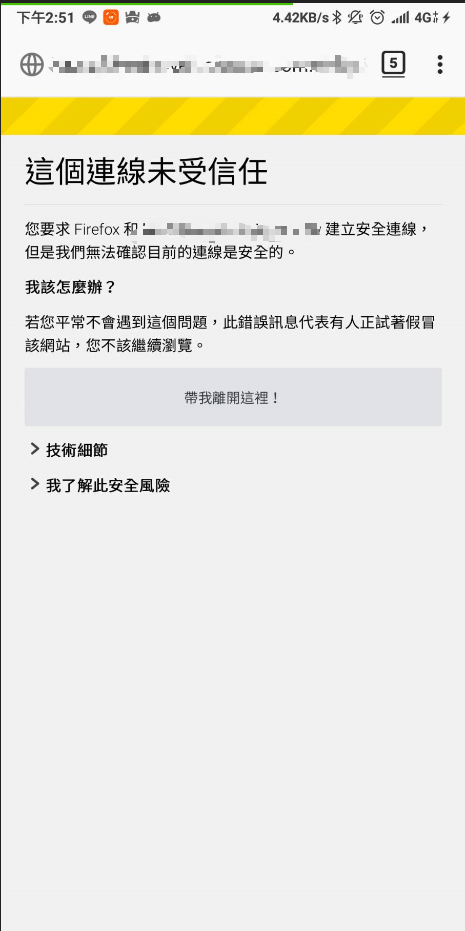 下午2:51 4.42KB/s 4G
5
這個連線未受信任
您要求 Firefox 和 建立安全連線，
但是我們無法確認目前的連線是安全的。
我該怎麼辦？
若您平常不會遇到這個問題，此錯誤訊息代表有人正試著假冒
該網站，您不該繼續瀏覽。
帶我離開這裡！
技術細節
我了解此安全風險